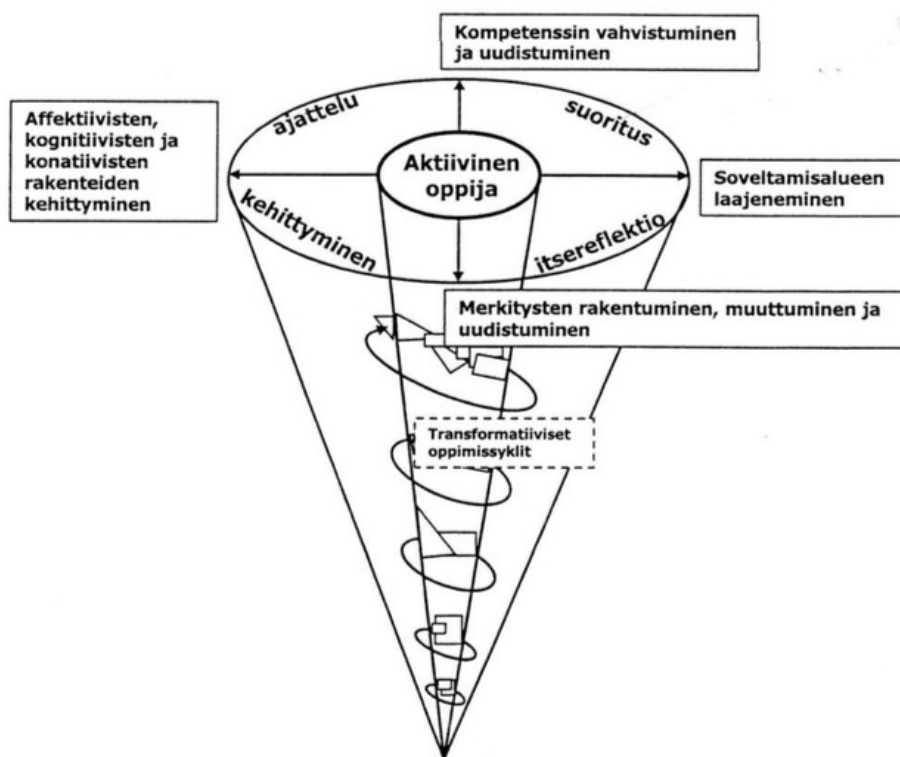 Kompetenssin vahvistuminen
ja uudistuminen
Affektiivisten,
kognitiivisten ja
konatiivisten
rakenteiden
kehittyminen
ajattelu
suoritus
Aktiivinen
oppija
Soveltamisalueen
laajeneminen
kehittyminen
itsereflektio
Merkitysten rakentuminen, muuttuminen ja
uudistuminen
Transformatiiviset
oppimissyklit